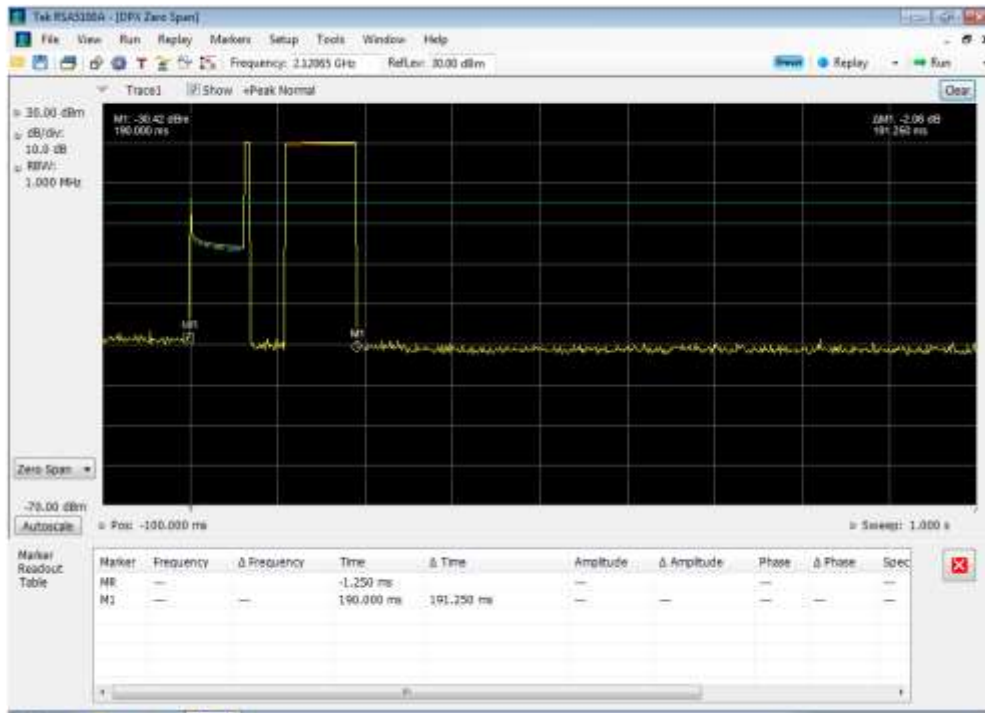 Tek RSA5100A - [DPX Zero Span]
File View Run Replay Markers Setup Tools Window Help
Frequency: 2.12065 GHz RefLev: 30.00 dBm Preset Replay Run
Trace1 Show +Peak Normal Clear
30.00 dBm
dB/div:
10.0 dB
RBW:
1.000 MHz
M1: -30.42 dBm
190.000 ms
ΔM1: -2.06 dB
191.250 ms
MR
M1
Zero Span
-70.00 dBm
Autoscale Pos: -100.000 ms Sweep: 1.000 s
Marker
Readout
Table
Marker Frequency Δ Frequency Time Δ Time Amplitude Δ Amplitude Phase Δ Phase Spec
MR --- -1.250 ms --- --- ---
M1 --- --- 190.000 ms 191.250 ms --- --- --- --- ---